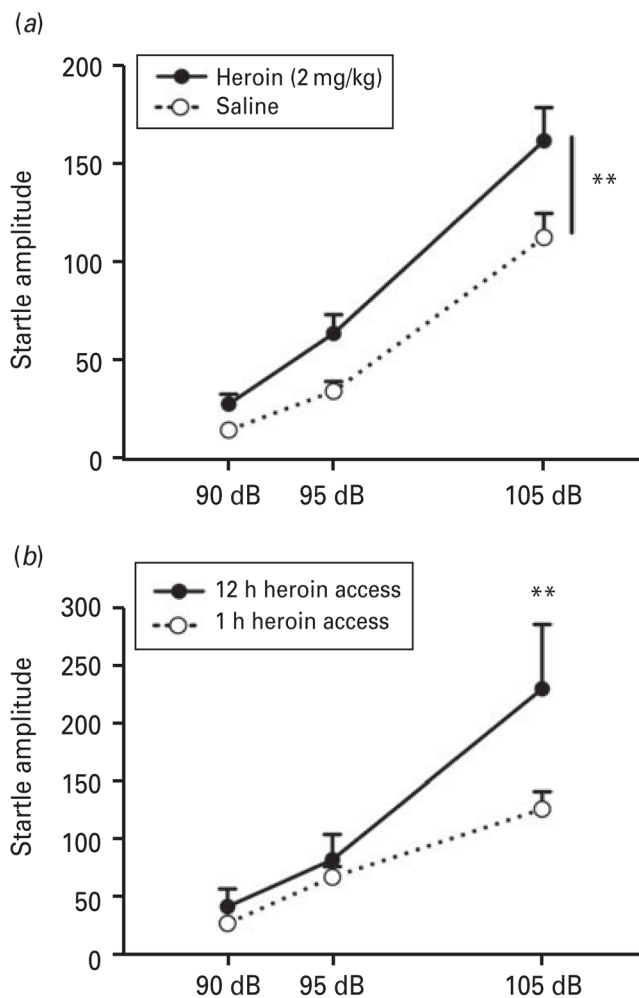 (a)
200
150
100
50
0
Startle amplitude
Heroin (2 mg/kg)
Saline
**
90 dB 95 dB 105 dB
(b)
300
250
200
150
100
50
0
Startle amplitude
12 h heroin access
1 h heroin access
**
90 dB 95 dB 105 dB